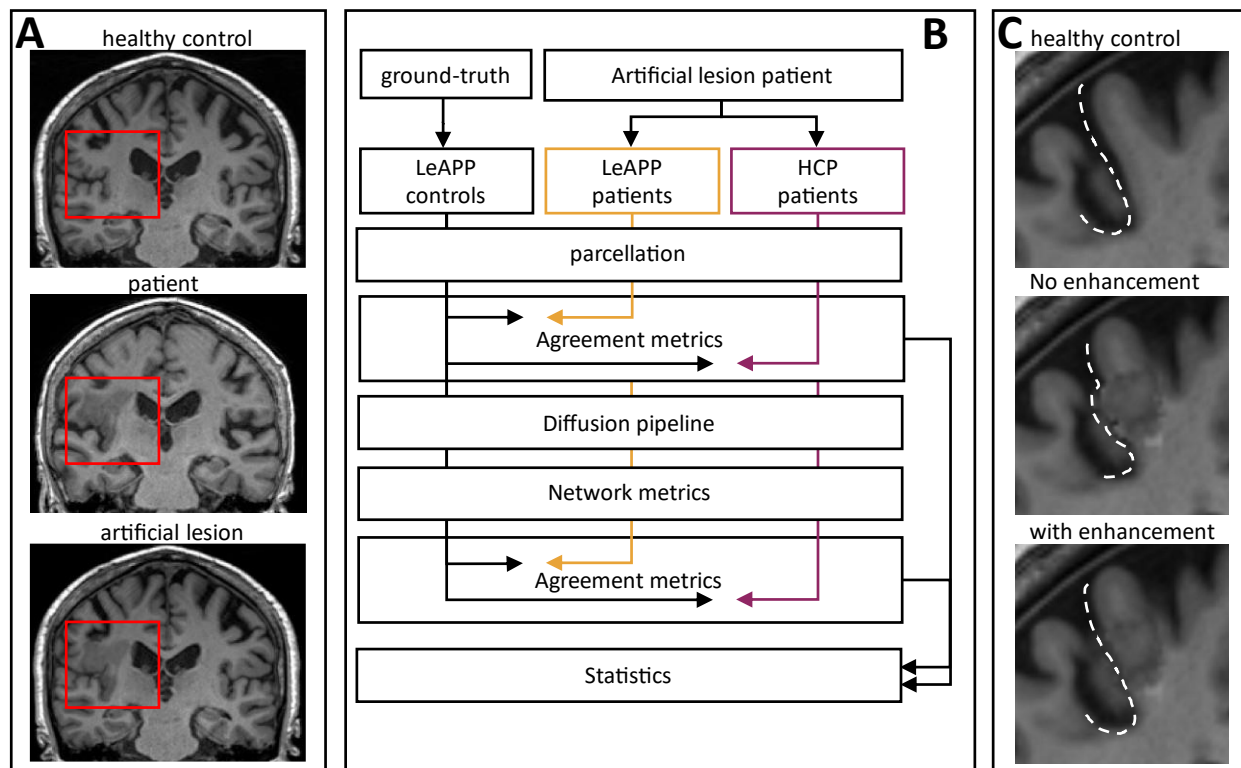 A
healthy control
patient
artificial lesion
B
ground-truth
Artificial lesion patient
LeAPP
controls
LeAPP
patients
HCP
patients
parcellation
Agreement metrics
Diffusion pipeline
Network metrics
Agreement metrics
Statistics
C
healthy control
No enhancement
with enhancement